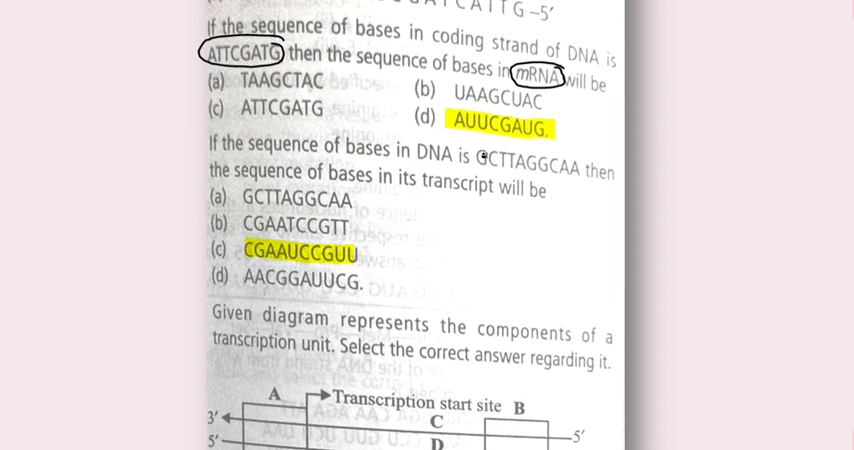 CATTG–5′
If the sequence of bases in coding strand of DNA is
ATTCGATG then the sequence of bases in mRNA will be
(a) TAAGCTAC (b) UAAGCUAC
(c) ATTCGATG (d) AUUCGAUG.
If the sequence of bases in DNA is GCTTAGGCAA then
the sequence of bases in its transcript will be
(a) GCTTAGGCAA
(b) CGAATCCGTT
(c) CGAAUCCGUU
(d) AACGGAUUCG.
Given diagram represents the components of a
transcription unit. Select the correct answer regarding it.
A Transcription start site B
3′ C 5′
5′ D